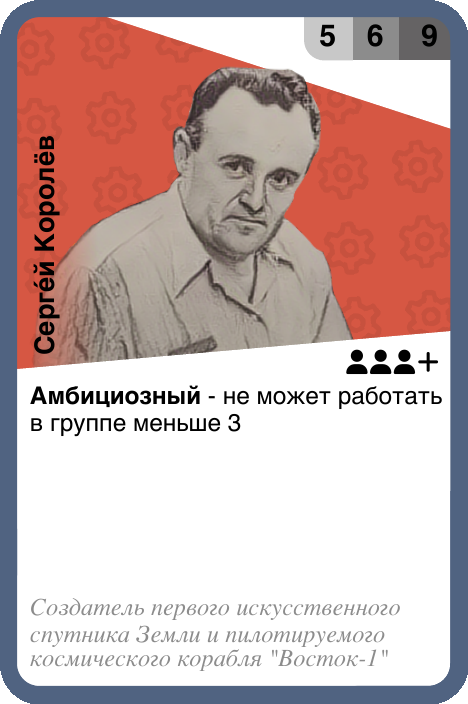 5 6 9
Серге́й Королёв
+
Амбициозный - не может работать
в группе меньше 3
Создатель первого искусственного
спутника Земли и пилотируемого
космического корабля "Восток-1"